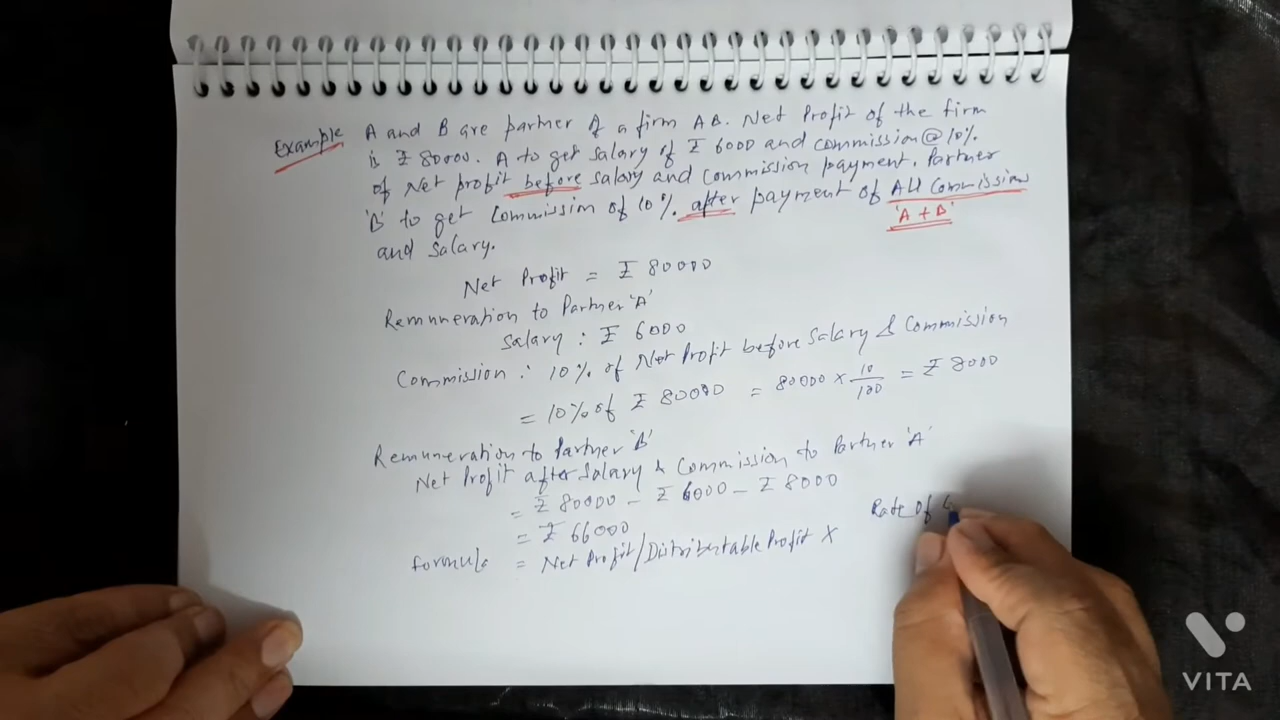 Example A and B are partner of a firm AB. Net Profit of the firm
is ₹ 80000. A to get salary of ₹ 6000 and commission @ 10%
of Net profit before salary and commission payment. Partner
'B' to get commission of 10% after payment of All Commission
'A + B'
and salary.
Net Profit = ₹ 80000
Remuneration to Partner 'A'
Salary : ₹ 6000
Commission : 10% of Net Profit before Salary & Commission
= 10% of ₹ 80000 = 80000 × 10/100 = ₹ 8000
Remuneration to Partner 'B'
Net Profit after Salary & Commission to Partner 'A'
= ₹ 80000 - ₹ 6000 - ₹ 8000
= ₹ 66000
Rate of
formula = Net Profit/Distributable Profit ×
VITA